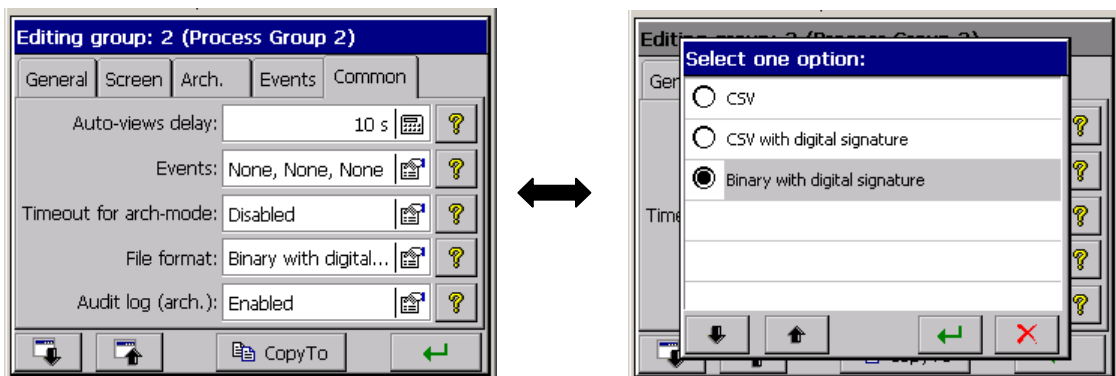 Editing group: 2 (Process Group 2)
General Screen Arch. Events Common
Auto-views delay: 10 s
Events: None, None, None
Timeout for arch-mode: Disabled
File format: Binary with digital...
Audit log (arch.): Enabled
CopyTo
Select one option:
CSV
CSV with digital signature
Binary with digital signature